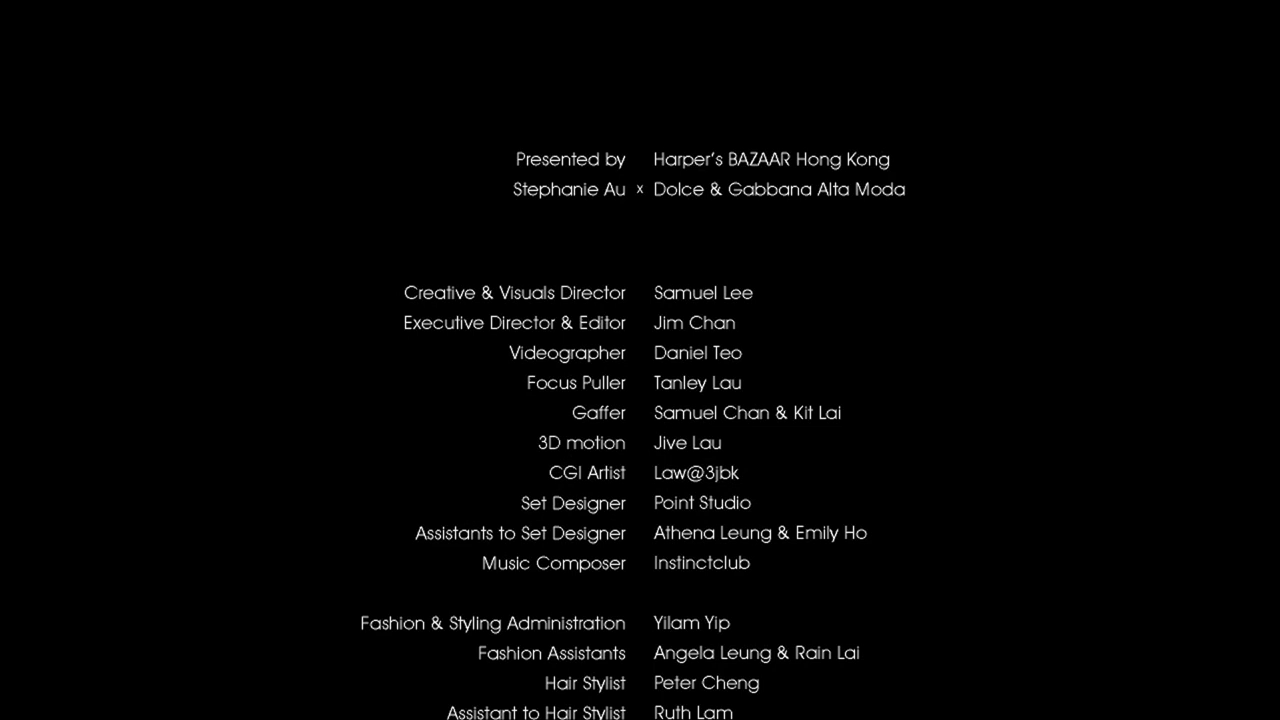 Presented by Harper's BAZAAR Hong Kong
Stephanie Au x Dolce & Gabbana Alta Moda
Creative & Visuals Director Samuel Lee
Executive Director & Editor Jim Chan
Videographer Daniel Teo
Focus Puller Tanley Lau
Gaffer Samuel Chan & Kit Lai
3D motion Jive Lau
CGI Artist Law@3jbk
Set Designer Point Studio
Assistants to Set Designer Athena Leung & Emily Ho
Music Composer Instinctclub
Fashion & Styling Administration Yilam Yip
Fashion Assistants Angela Leung & Rain Lai
Hair Stylist Peter Cheng
Assistant to Hair Stylist Ruth Lam